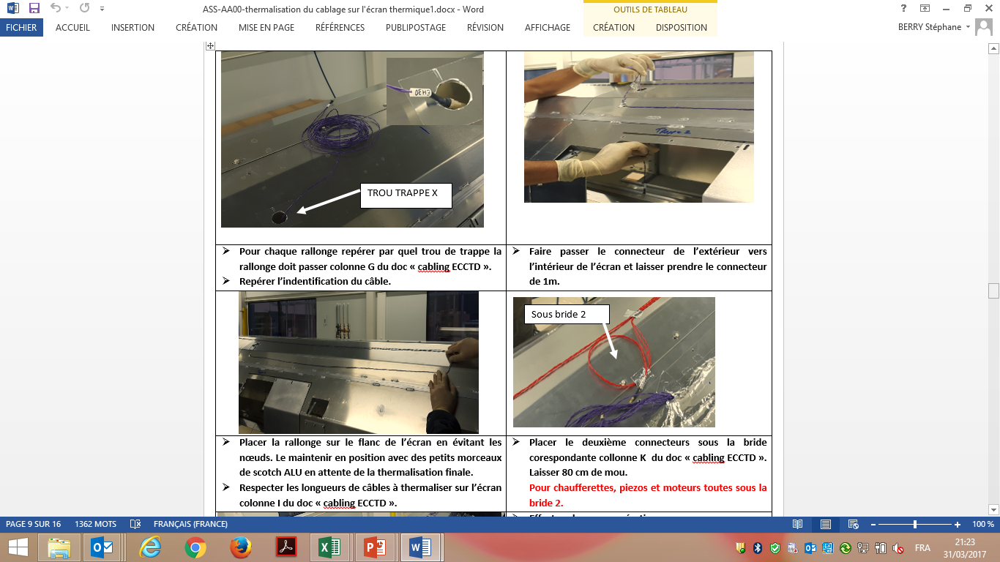 ASS-AA00-thermalisation du cablage sur l'écran thermique1.docx - Word
OUTILS DE TABLEAU
FICHIER ACCUEIL INSERTION CRÉATION MISE EN PAGE RÉFÉRENCES PUBLIPOSTAGE RÉVISION AFFICHAGE CRÉATION DISPOSITION
BERRY Stéphane
EH30
TROU TRAPPE X
➢ Pour chaque rallonge repérer par quel trou de trappe la
rallonge doit passer colonne G du doc « cabling ECCTD ».
➢ Repérer l’indentification du câble.
➢ Faire passer le connecteur de l’extérieur vers
l’intérieur de l’écran et laisser prendre le connecteur
de 1m.
Sous bride 2
➢ Placer la rallonge sur le flanc de l’écran en évitant les
nœuds. Le maintenir en position avec des petits morceaux
de scotch ALU en attente de la thermalisation finale.
➢ Respecter les longueurs de câbles à thermaliser sur l’écran
colonne I du doc « cabling ECCTD ».
➢ Placer le deuxième connecteurs sous la bride
corespondante collonne K du doc « cabling ECCTD ».
Laisser 80 cm de mou.
Pour chaufferettes, piezos et moteurs toutes sous la
bride 2.
PAGE 9 SUR 16 1362 MOTS FRANÇAIS (FRANCE)
100 %
FRA
21:23
31/03/2017